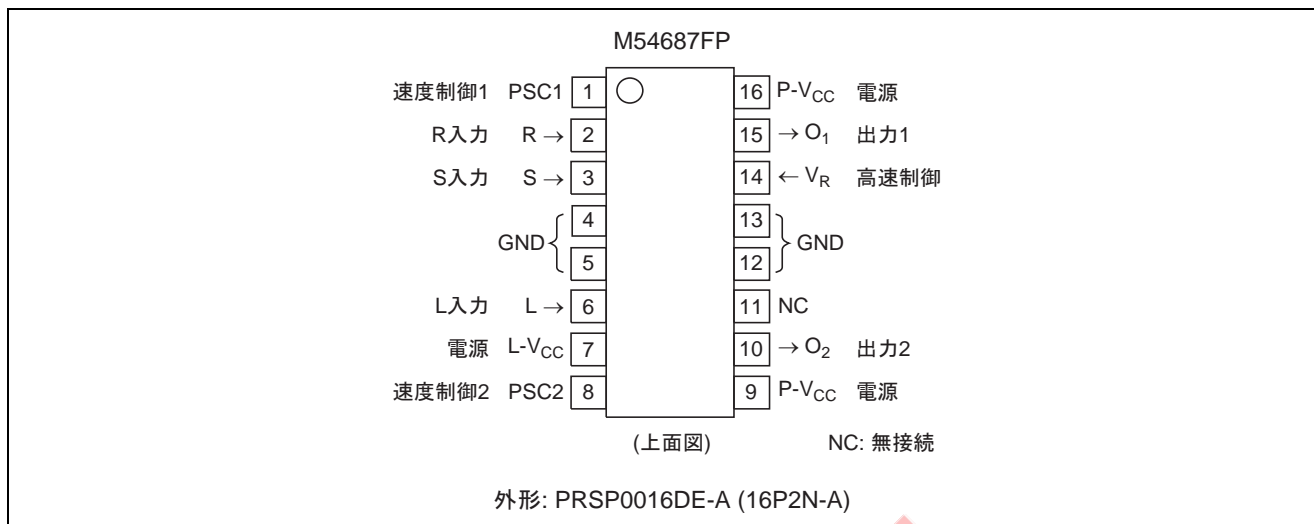 M54687FP
速度制御1 PSC1 1 16 P-VCC 電源
R入力 R → 2 15 → O1 出力1
S入力 S → 3 14 ← VR 高速制御
4 13
GND GND
5 12
L入力 L → 6 11 NC
電源 L-VCC 7 10 → O2 出力2
速度制御2 PSC2 8 9 P-VCC 電源
(上面図) NC: 無接続
外形: PRSP0016DE-A (16P2N-A)